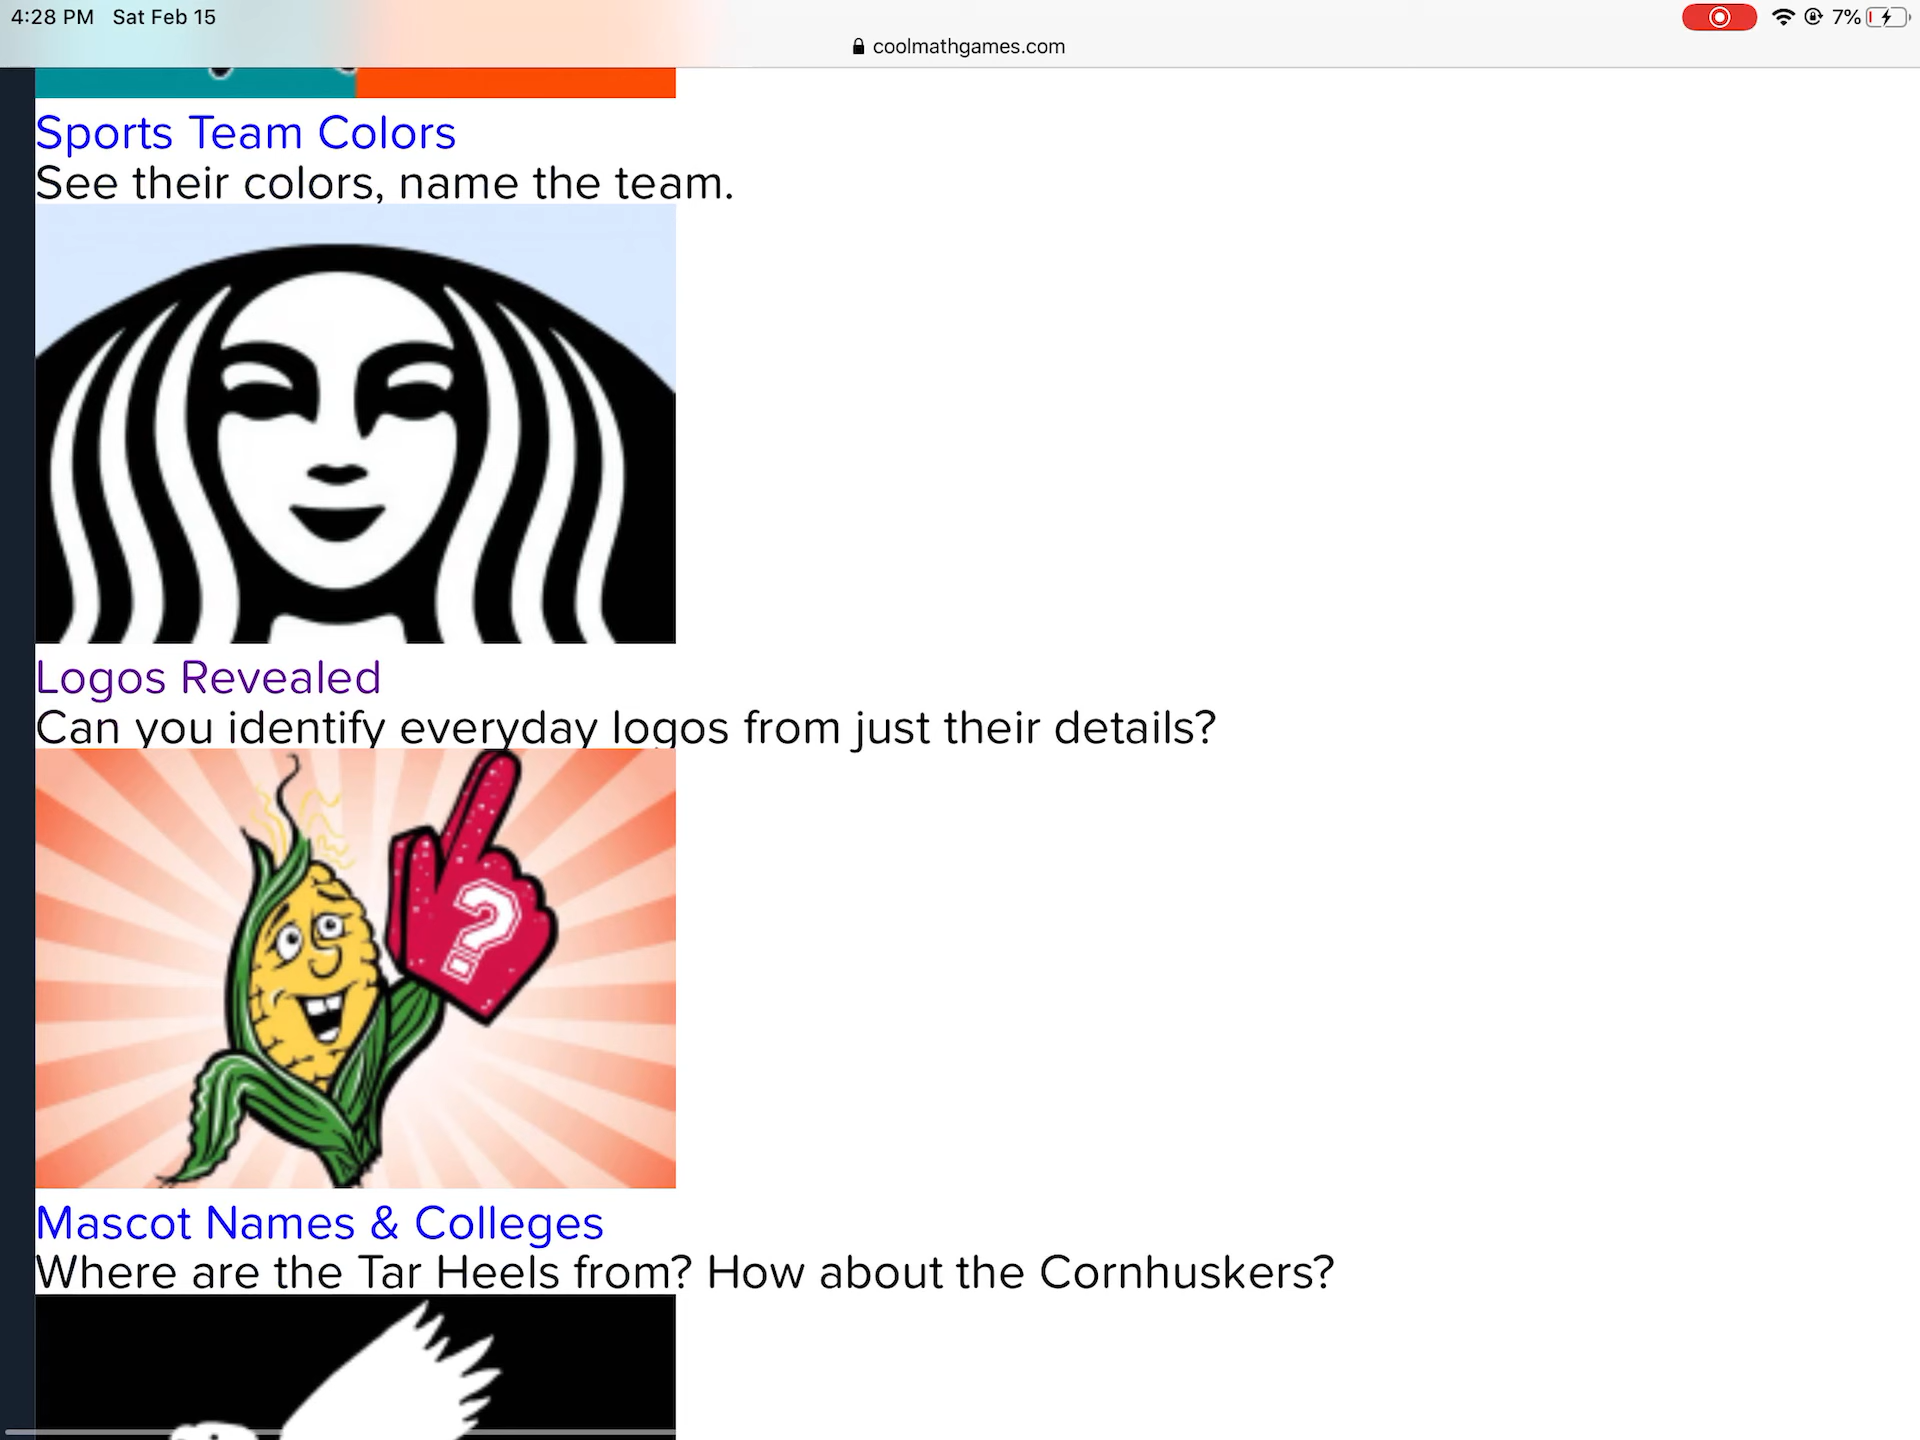 4:28 PM Sat Feb 15
7%
coolmathgames.com
Sports Team Colors
See their colors, name the team.
Logos Revealed
Can you identify everyday logos from just their details?
?
Mascot Names & Colleges
Where are the Tar Heels from? How about the Cornhuskers?